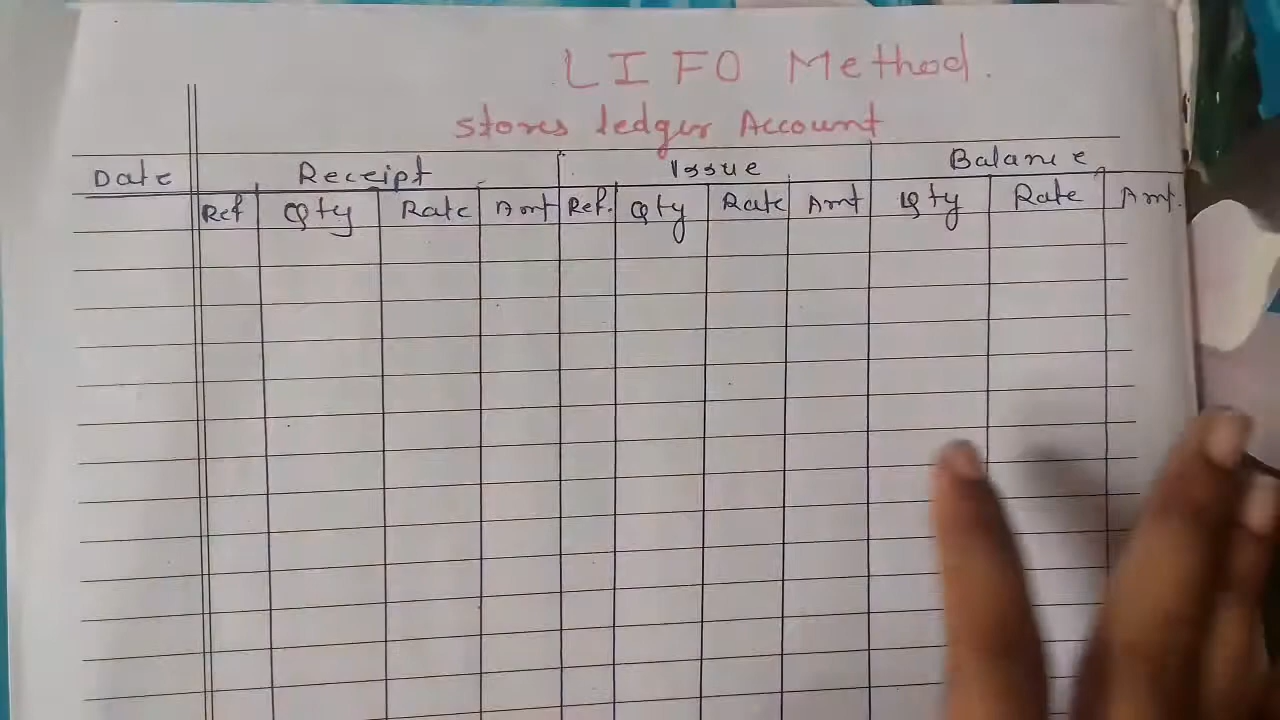 LIFO Method.
Stores ledger Account
Date Receipt Issue Balance
Ref Qty Rate Amt Ref. Qty Rate Amt Qty Rate Amt.